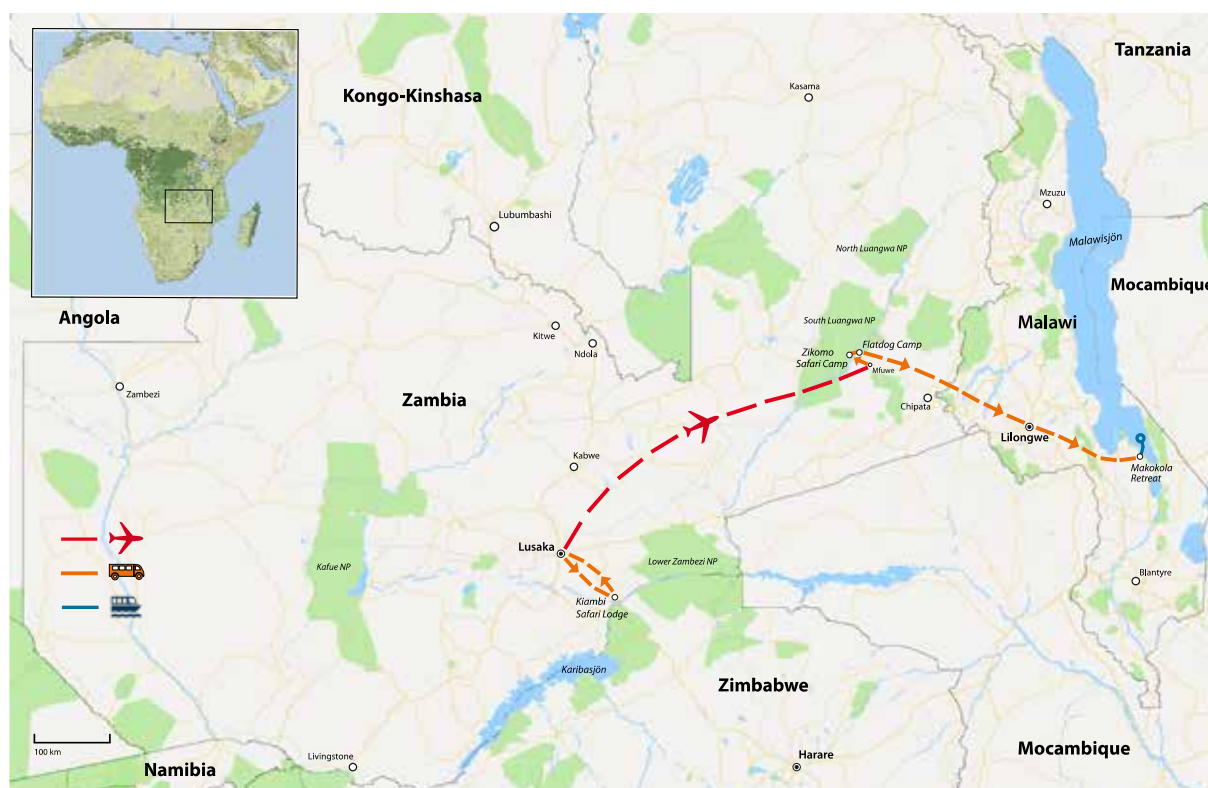 Tanzania
Kongo-Kinshasa
Kasama
Mzuzu
Lubumbashi
Malawisjön
North Luangwa NP
Mocambique
Angola
South Luangwa NP
Malawi
Kitwe
Ndola
Flatdog Camp
Zikomo
Safari Camp
Mfuwe
Zambezi
Zambia
Chipata
Lilongwe
Kabwe
Makokola
Retreat
Lusaka
Kafue NP
Lower Zambezi NP
Blantyre
Kiambi
Safari Lodge
Karibasjön
Zimbabwe
100 km
Livingstone
Mocambique
Namibia
Harare